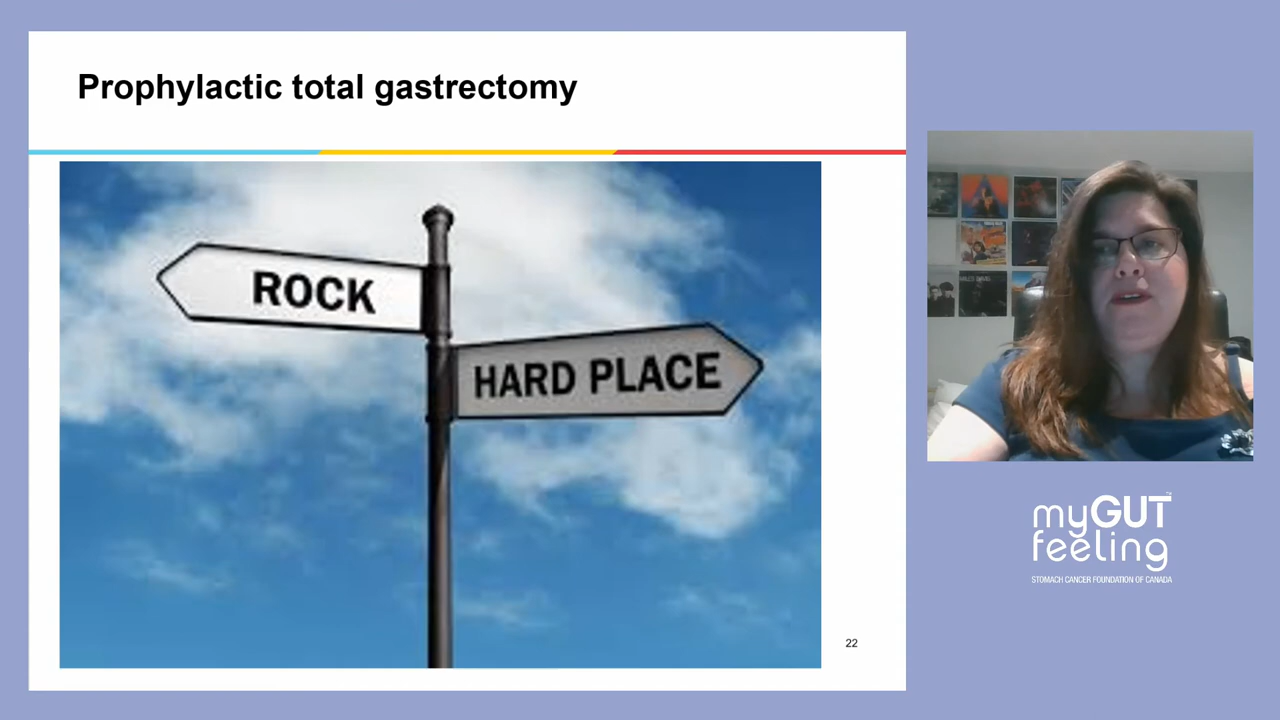 Prophylactic total gastrectomy
ROCK
HARD PLACE
22
myGUT
feeling
STOMACH CANCER FOUNDATION OF CANADA